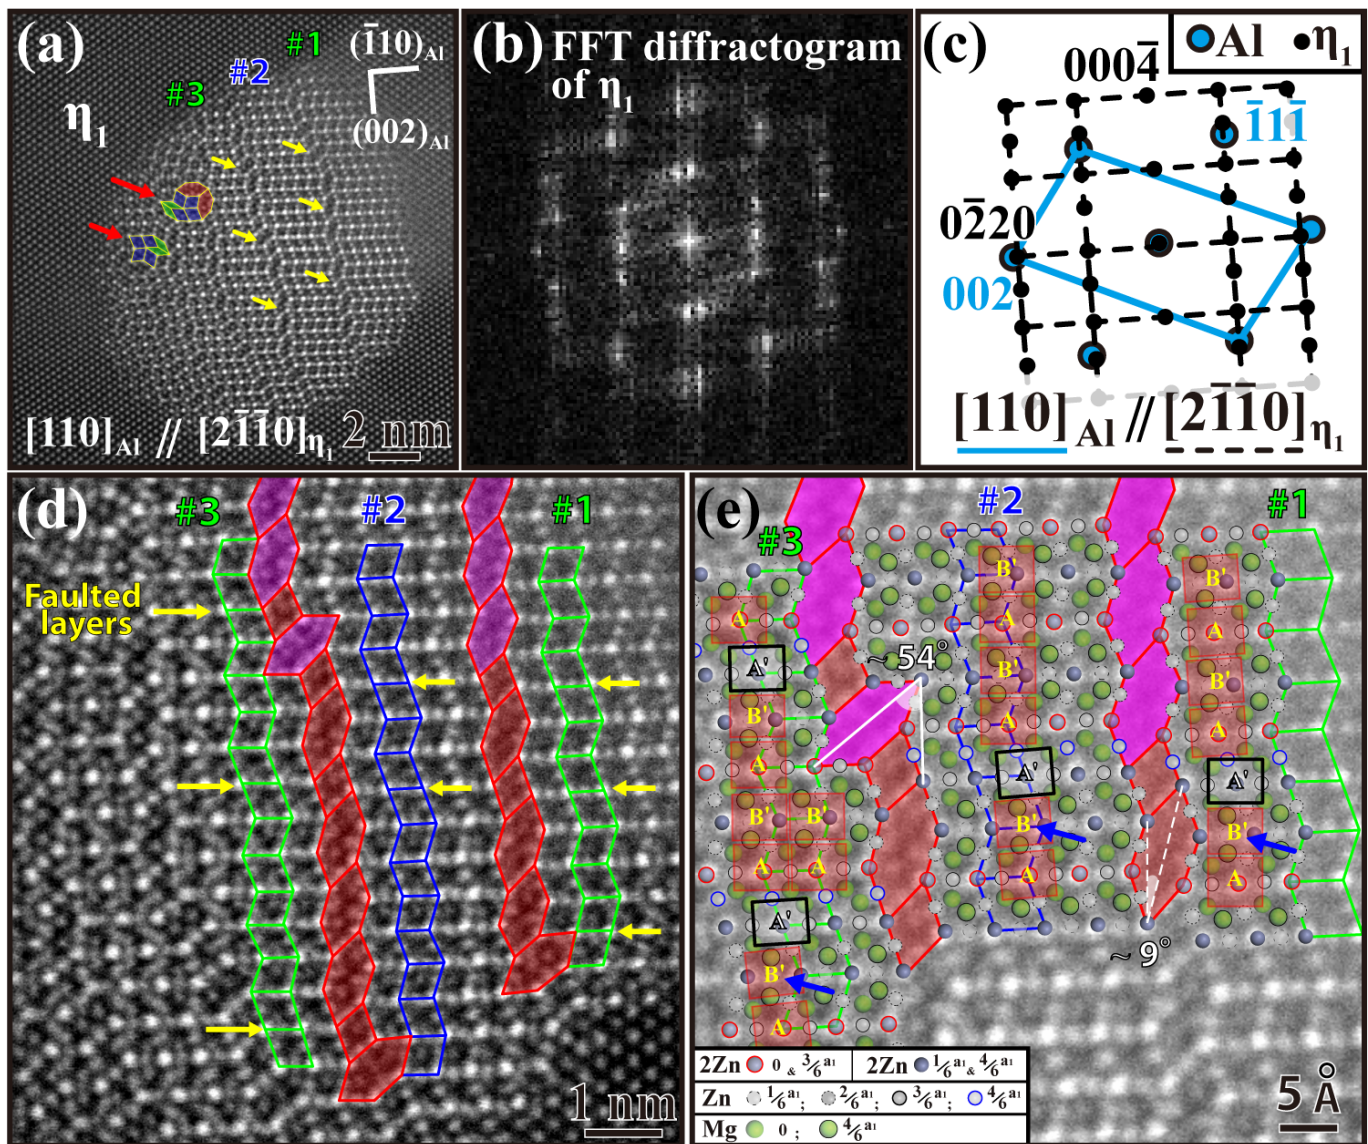 (a)
#1
#2
#3
(1̄10)Al
(002)Al
η1
[110]Al // [21̄1̄0]η1
2 nm
(b)
FFT diffractogram
of η1
(c)
Al η1
0004̄
1̄11̄
02̄20
002
[110]Al // [21̄1̄0]η1
(d)
#3
#2
#1
Faulted
layers
1 nm
(e)
#3
#2
#1
~ 54°
~ 9°
A
A'
B'
A
B'
B'
A
A
A'
B'
A
B'
A
B'
A
A'
B'
A
B'
A
B'
A
A'
B'
A
2Zn 0 & 3/6 a1 2Zn 1/6 a1 & 4/6 a1
Zn 1/6 a1; 2/6 a1; 3/6 a1; 4/6 a1
Mg 0 ; 4/6 a1
5 Å